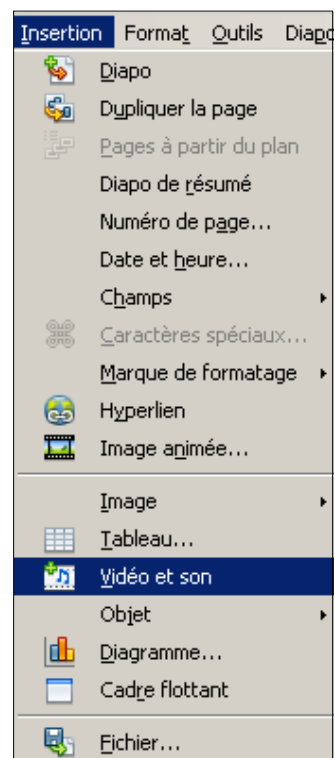 Insertion Format Outils Diapo
Diapo
Dupliquer la page
Pages à partir du plan
Diapo de résumé
Numéro de page...
Date et heure...
Champs
Caractères spéciaux...
Marque de formatage
Hyperlien
Image animée...
Image
Tableau...
Vidéo et son
Objet
Diagramme...
Cadre flottant
Fichier...